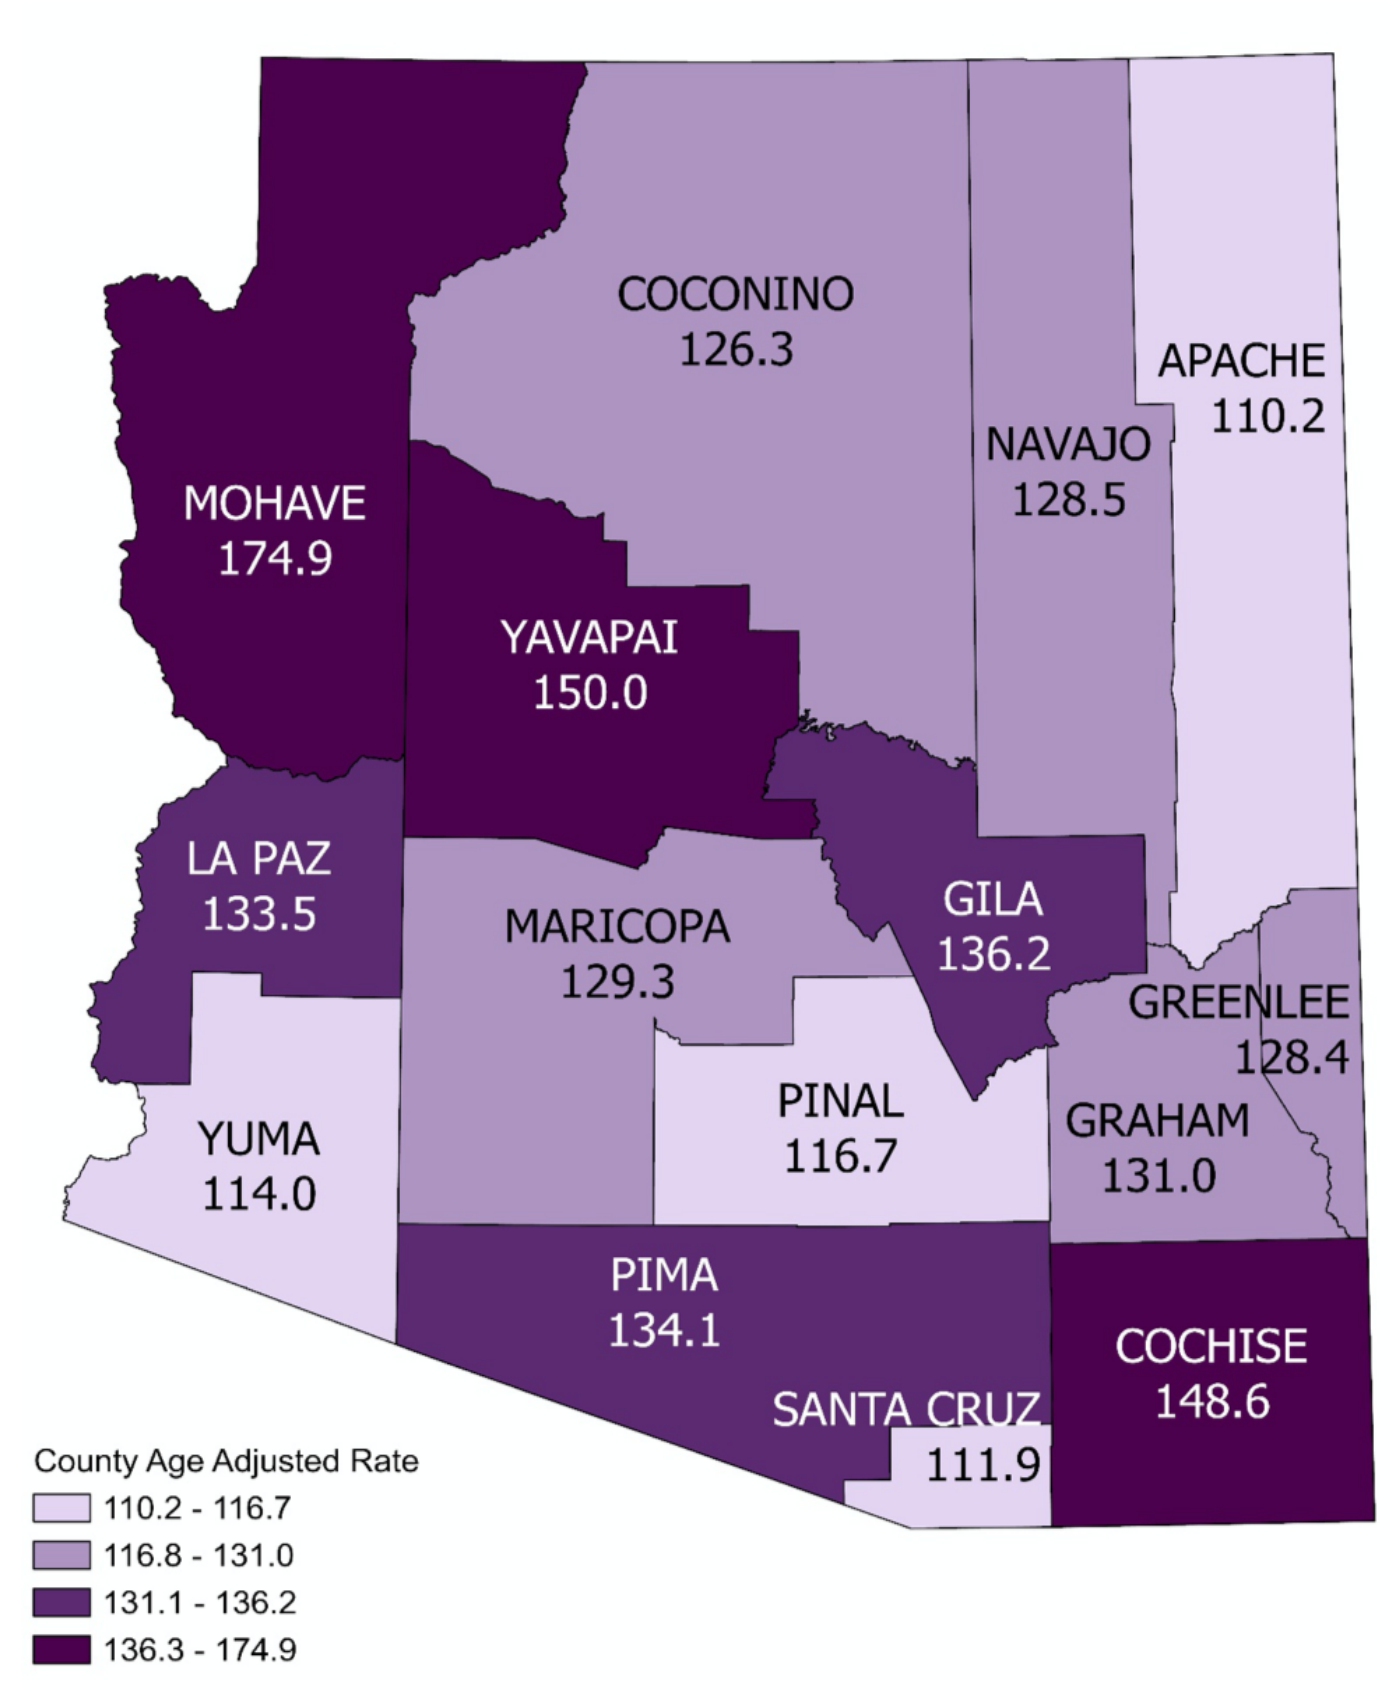 COCONINO
126.3
APACHE
110.2
NAVAJO
128.5
MOHAVE
174.9
YAVAPAI
150.0
LA PAZ
133.5
GILA
136.2
MARICOPA
129.3
GREENLEE
128.4
PINAL
116.7
GRAHAM
131.0
YUMA
114.0
PIMA
134.1
COCHISE
148.6
SANTA CRUZ
111.9
County Age Adjusted Rate
110.2 - 116.7
116.8 - 131.0
131.1 - 136.2
136.3 - 174.9